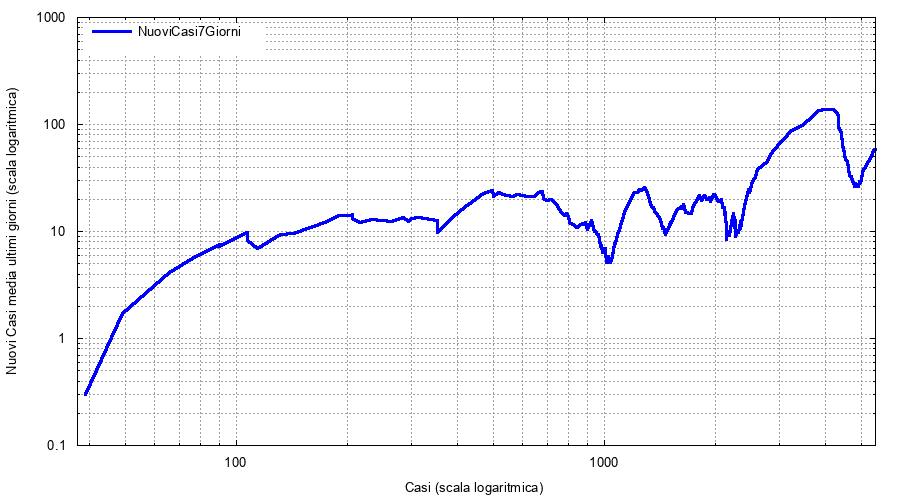 1000
NuoviCasi7Giorni
100
10
1
0.1
Nuovi Casi media ultimi giorni (scala logaritmica)
100 1000
Casi (scala logaritmica)